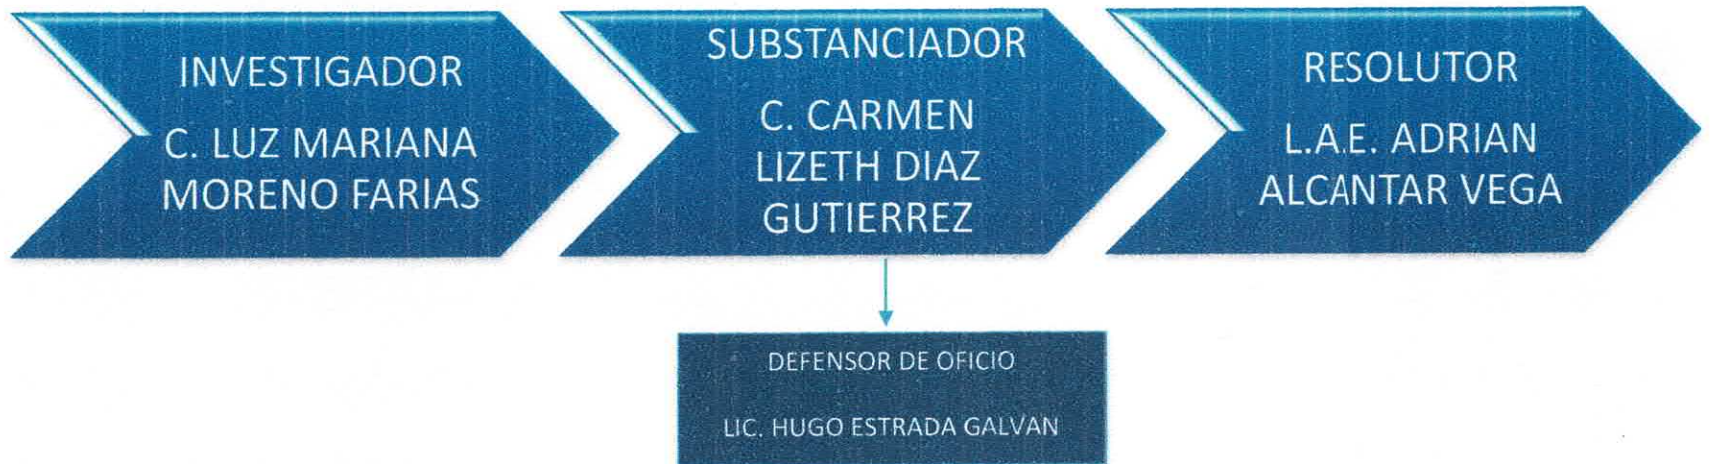 INVESTIGADOR
C. LUZ MARIANA
MORENO FARIAS
SUBSTANCIADOR
C. CARMEN
LIZETH DIAZ
GUTIERREZ
RESOLUTOR
L.A.E. ADRIAN
ALCANTAR VEGA
DEFENSOR DE OFICIO
LIC. HUGO ESTRADA GALVAN